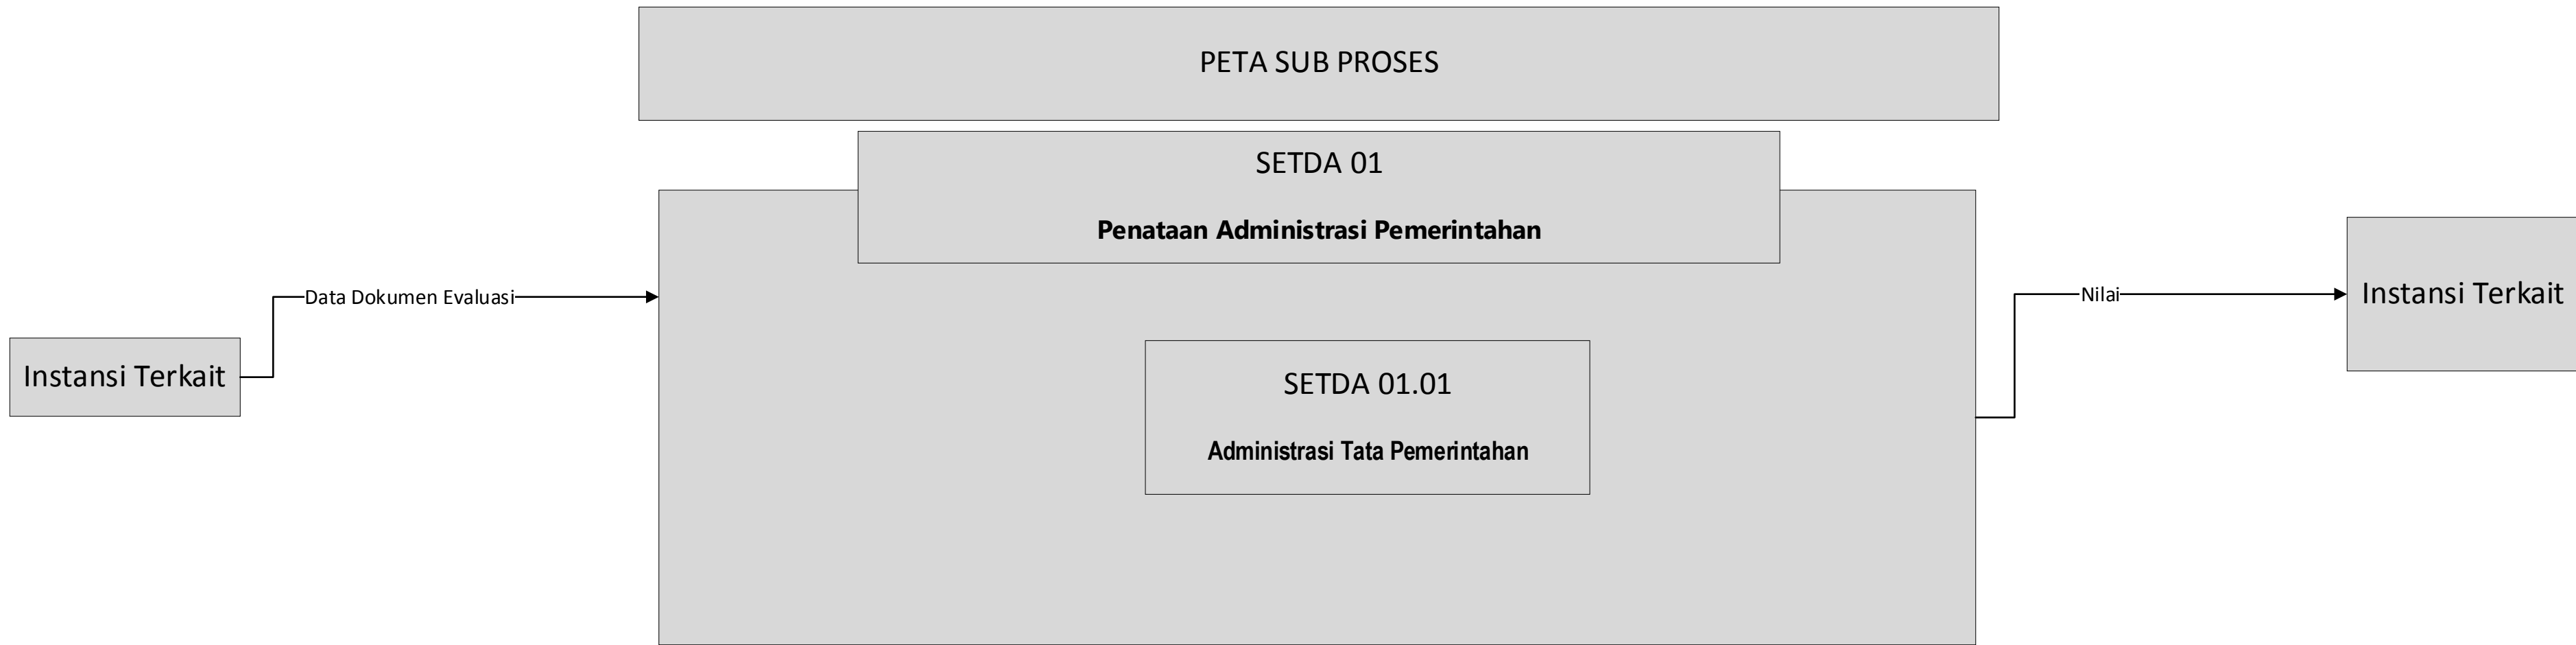 PETA SUB PROSES
SETDA 01
Penataan Administrasi Pemerintahan
Data Dokumen Evaluasi
Instansi Terkait
SETDA 01.01
Administrasi Tata Pemerintahan
Nilai
Instansi Terkait